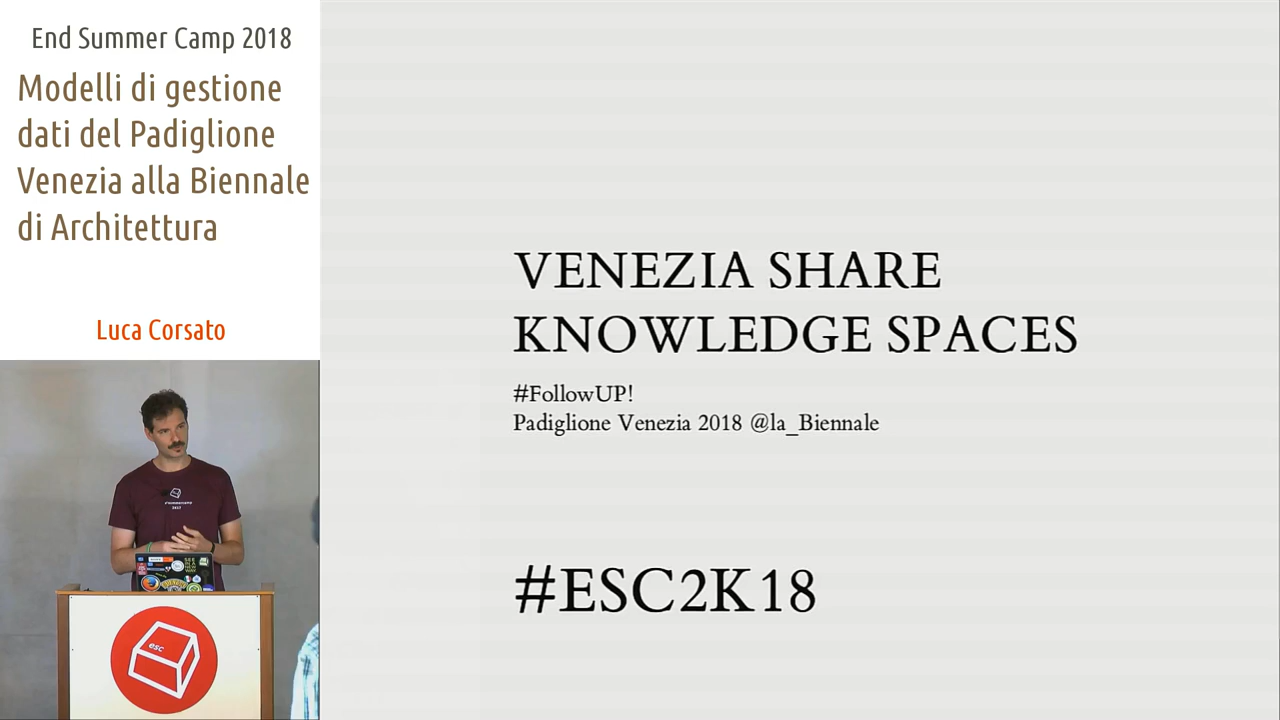 End Summer Camp 2018
Modelli di gestione
dati del Padiglione
Venezia alla Biennale
di Architettura
Luca Corsato
VENEZIA SHARE
KNOWLEDGE SPACES
#FollowUP!
Padiglione Venezia 2018 @la_Biennale
#ESC2K18
esc